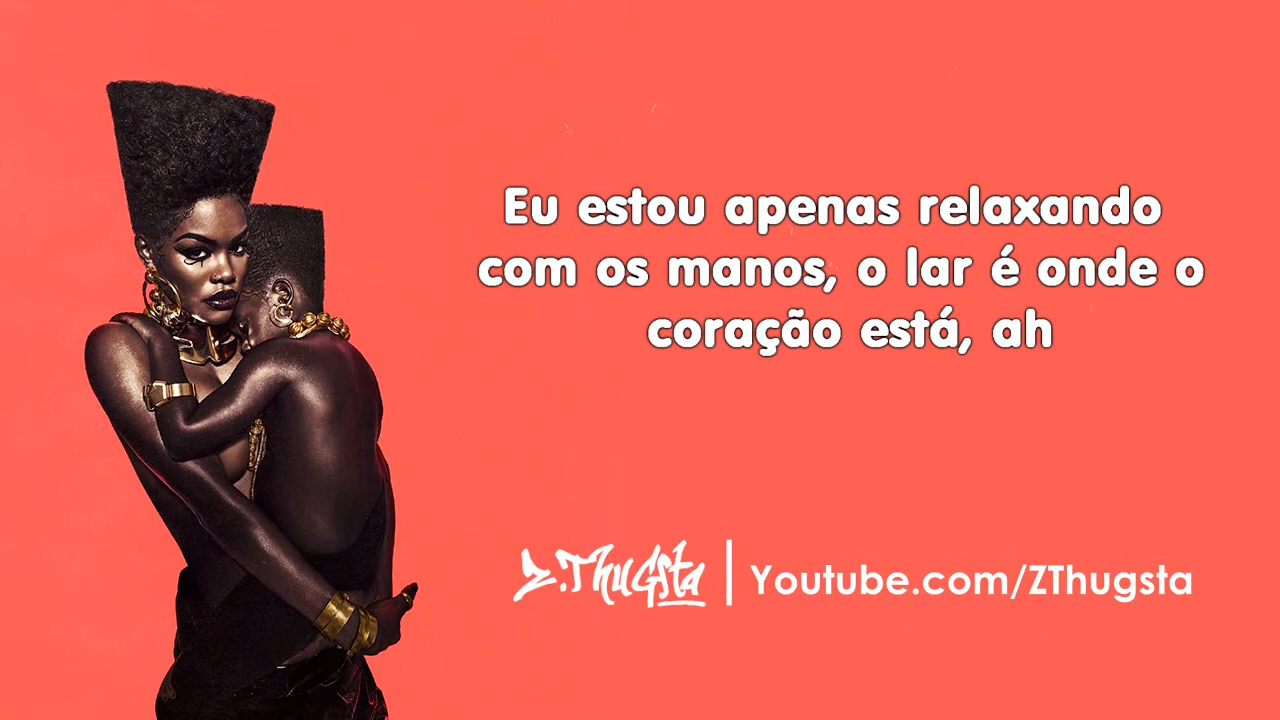 Eu estou apenas relaxando
com os manos, o lar é onde o
coração está, ah
Z.Thugsta | Youtube.com/ZThugsta